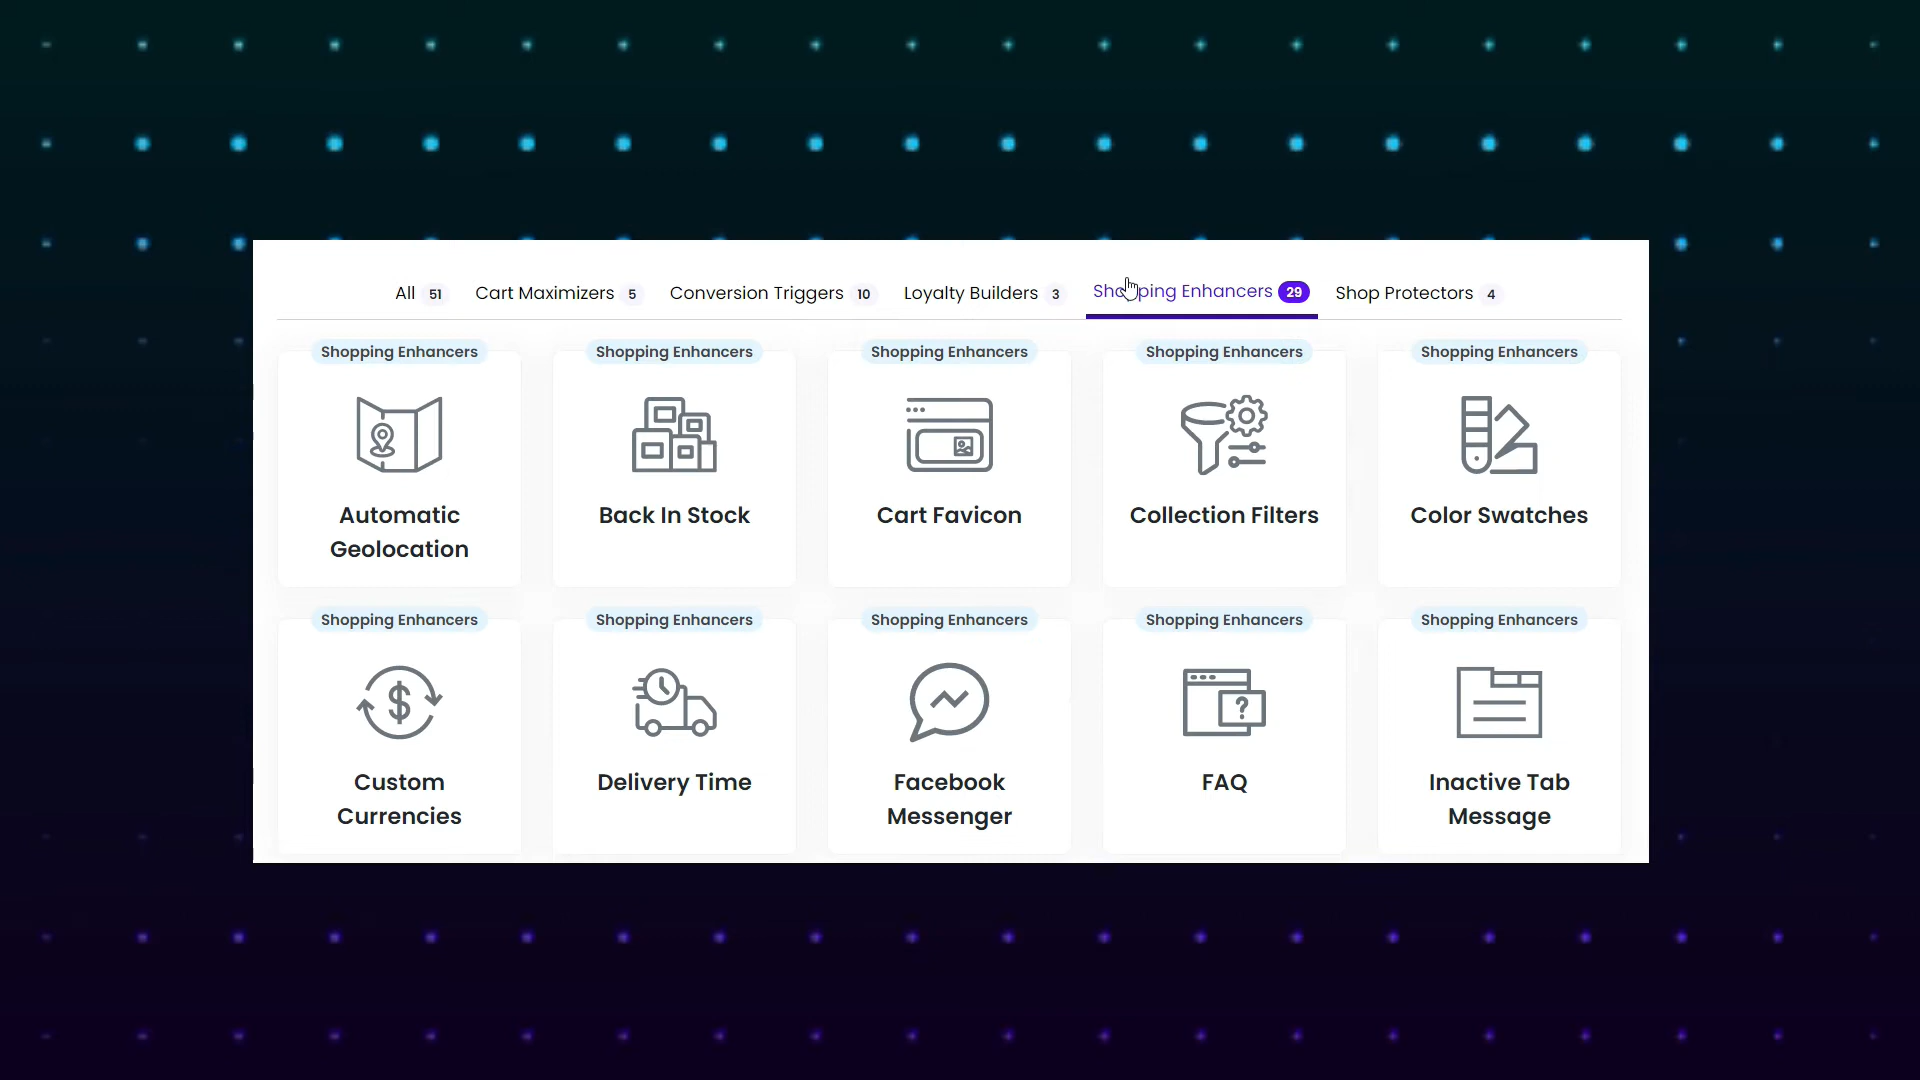 All 51 Cart Maximizers 5 Conversion Triggers 10 Loyalty Builders 3 Shopping Enhancers 29 Shop Protectors 4
Shopping Enhancers Shopping Enhancers Shopping Enhancers Shopping Enhancers Shopping Enhancers
Automatic
Geolocation
Back In Stock
Cart Favicon
Collection Filters
Color Swatches
Shopping Enhancers Shopping Enhancers Shopping Enhancers Shopping Enhancers Shopping Enhancers
Custom
Currencies
Delivery Time
Facebook
Messenger
FAQ
Inactive Tab
Message